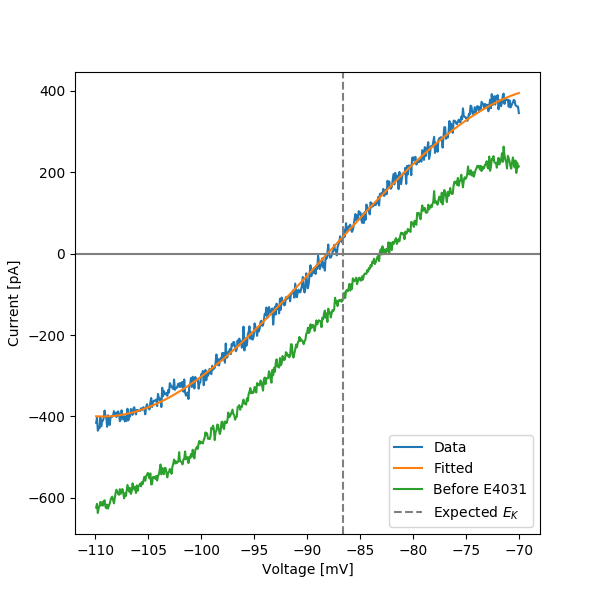 400
200
0
−200
−400
−600
Current [pA]
−110 −105 −100 −95 −90 −85 −80 −75 −70
Voltage [mV]
Data
Fitted
Before E4031
Expected E_K